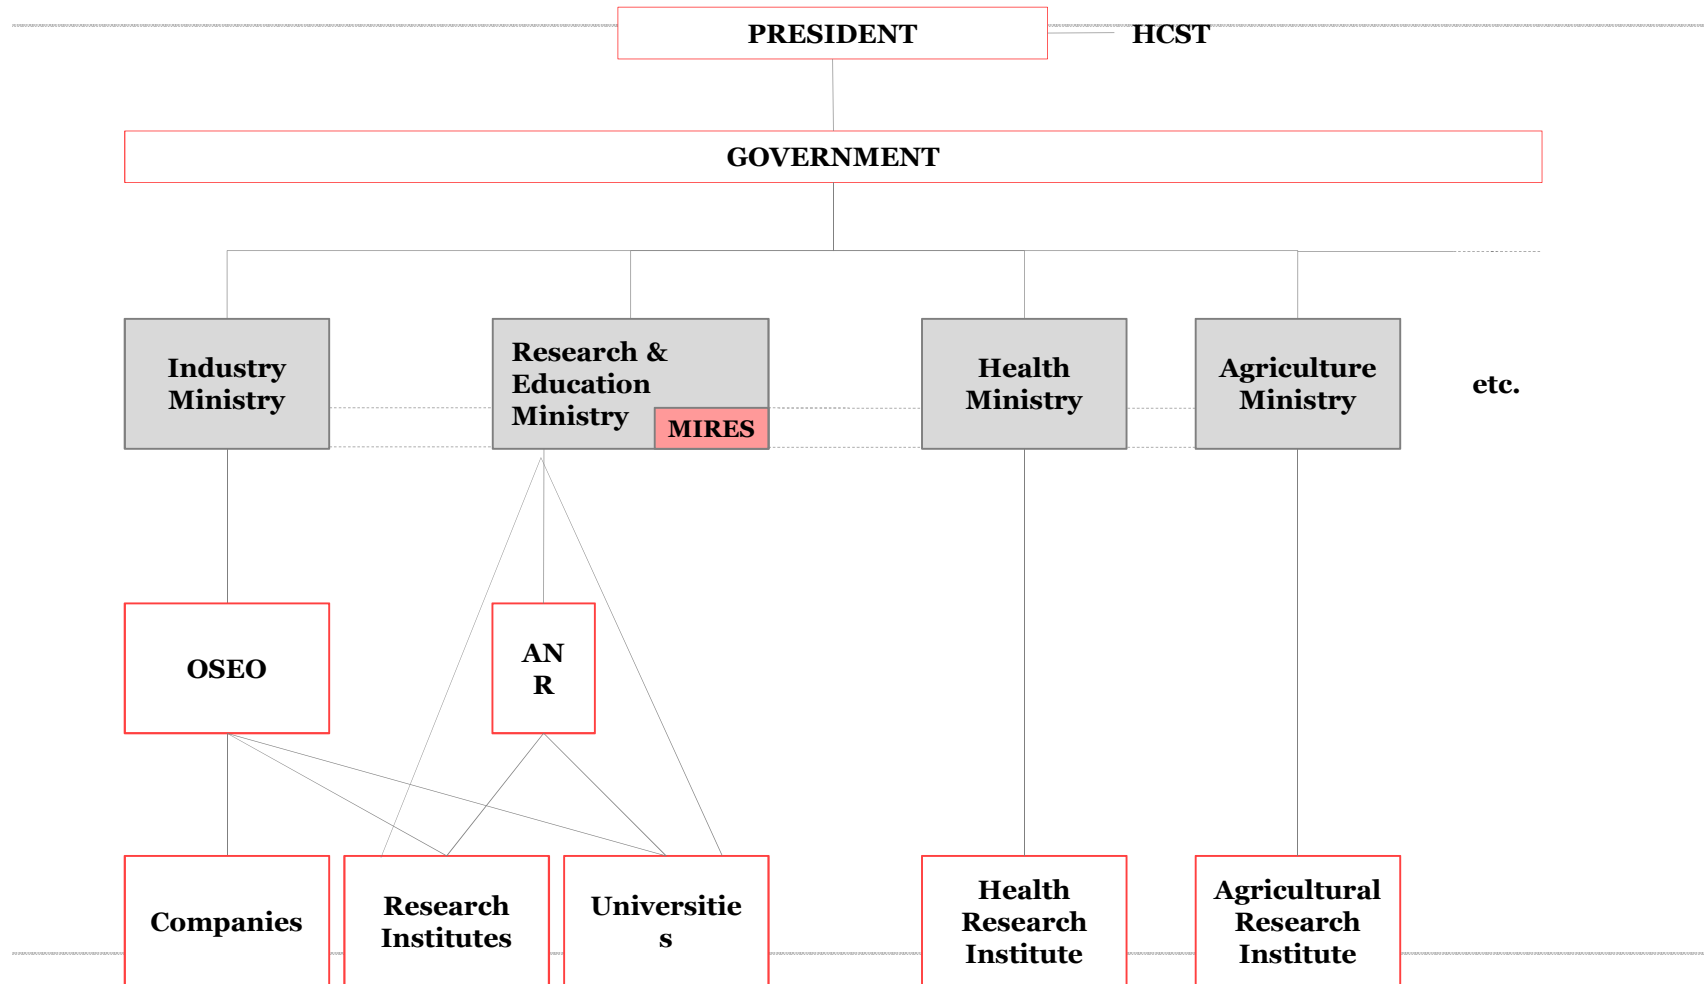 PRESIDENT
HCST
GOVERNMENT
Industry
Ministry
Research &
Education
Ministry
MIRES
Health
Ministry
Agriculture
Ministry
etc.
OSEO
AN
R
Companies
Research
Institutes
Universitie
s
Health
Research
Institute
Agricultural
Research
Institute